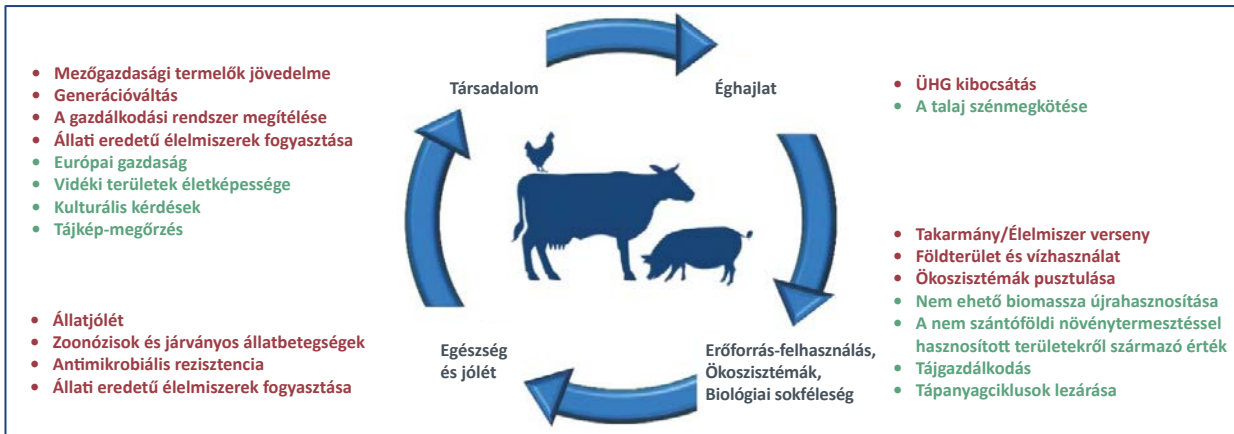 • Mezőgazdasági termelők jövedelme
• Generációváltás
• A gazdálkodási rendszer megítélése
• Állati eredetű élelmiszerek fogyasztása
• Európai gazdaság
• Vidéki területek életképessége
• Kulturális kérdések
• Tájkép-megőrzés
Társadalom
Éghajlat
• ÜHG kibocsátás
• A talaj szénmegkötése
• Állatjólét
• Zoonózisok és járványos állatbetegségek
• Antimikrobiális rezisztencia
• Állati eredetű élelmiszerek fogyasztása
Egészség
és jólét
Erőforrás-felhasználás,
Ökoszisztémák,
Biológiai sokféleség
• Takarmány/Élelmiszer verseny
• Földterület és vízhasználat
• Ökoszisztémák pusztulása
• Nem ehető biomassza újrahasznosítása
• A nem szántóföldi növénytermesztéssel
hasznosított területekről származó érték
• Tájgazdálkodás
• Tápanyagciklusok lezárása